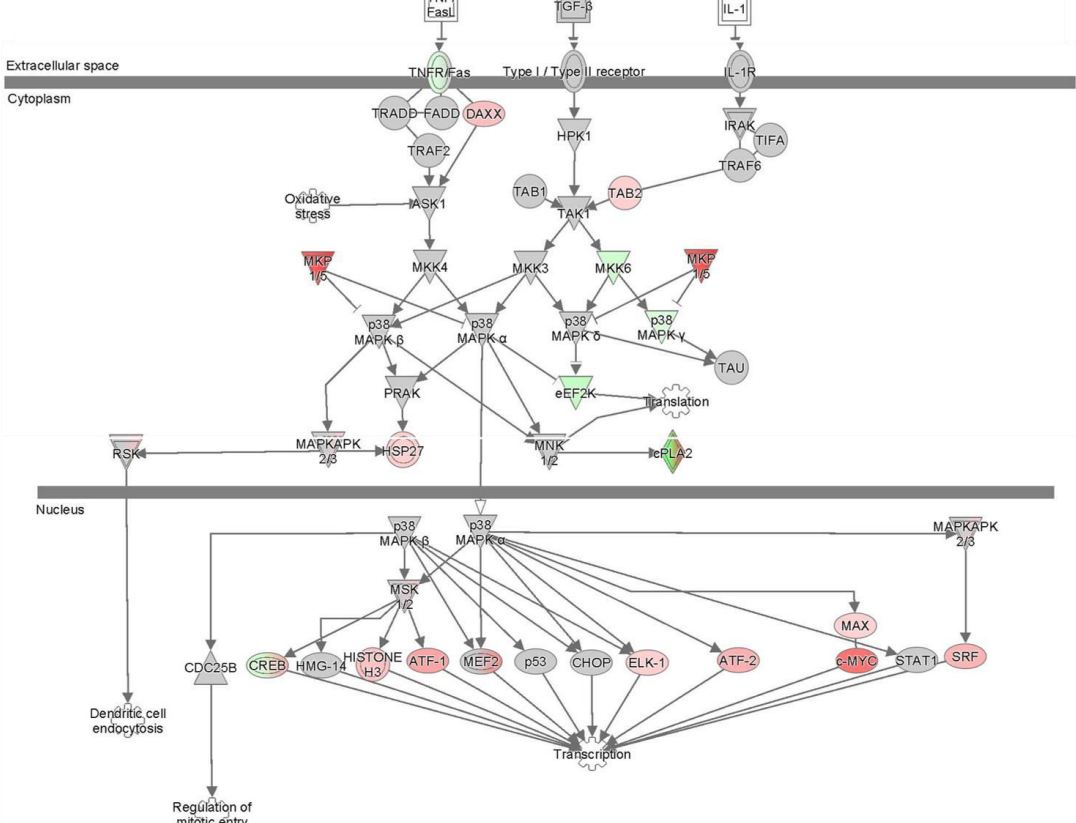 FasL
TGF-β
IL-1
Extracellular space
TNFR/Fas
Type I / Type II receptor
IL-1R
Cytoplasm
TRADD
FADD
DAXX
HPK1
IRAK
TIFA
TRAF2
TRAF6
TAB1
TAB2
Oxidative
stress
ASK1
TAK1
MKP
1/5
MKK4
MKK3
MKK6
MKP
1/5
p38
MAPK β
p38
MAPK α
p38
MAPK δ
p38
MAPK γ
TAU
PRAK
eEF2K
Translation
RSK
MAPKAPK
2/3
HSP27
MNK
1/2
cPLA2
Nucleus
p38
MAPK β
p38
MAPK α
MAPKAPK
2/3
MSK
1/2
MAX
CDC25B
CREB
HMG-14
HISTONE
H3
ATF-1
MEF2
p53
CHOP
ELK-1
ATF-2
c-MYC
STAT1
SRF
Dendritic cell
endocytosis
Transcription
Regulation of
mitotic entry